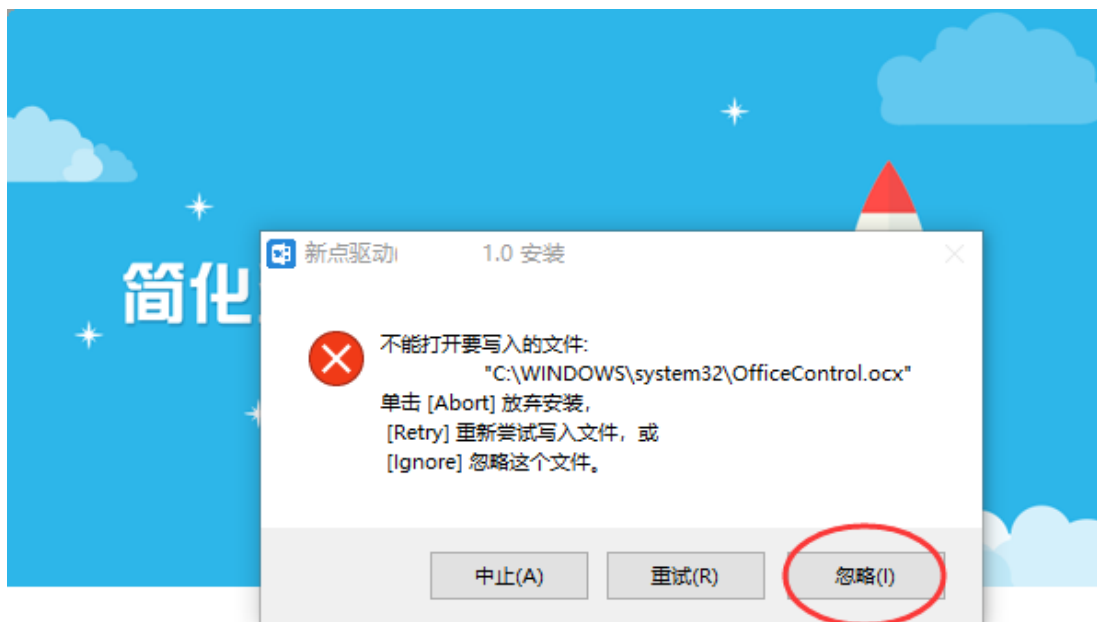 简化
新点驱动 1.0 安装
不能打开要写入的文件:
"C:\WINDOWS\system32\OfficeControl.ocx"
单击 [Abort] 放弃安装,
[Retry] 重新尝试写入文件，或
[Ignore] 忽略这个文件。
中止(A) 重试(R) 忽略(I)